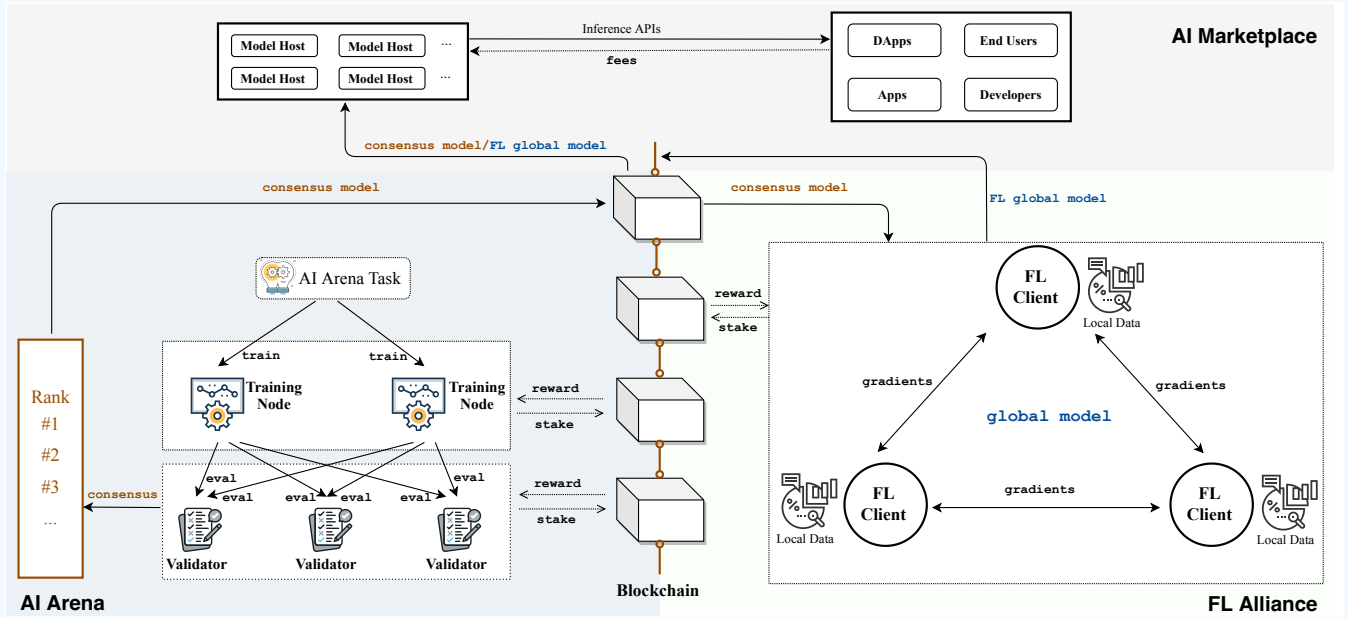 AI Marketplace
Model Host
Model Host
...
Model Host
Model Host
...
Inference APIs
fees
DApps
End Users
Apps
Developers
consensus model/FL global model
consensus model
consensus model
FL global model
AI Arena Task
train
train
Training
Node
Training
Node
reward
stake
reward
stake
reward
stake
Rank
#1
#2
#3
...
consensus
eval
eval
eval
eval
eval
eval
Validator
Validator
Validator
Blockchain
AI Arena
FL
Client
Local Data
gradients
gradients
global model
FL
Client
Local Data
gradients
FL
Client
Local Data
FL Alliance